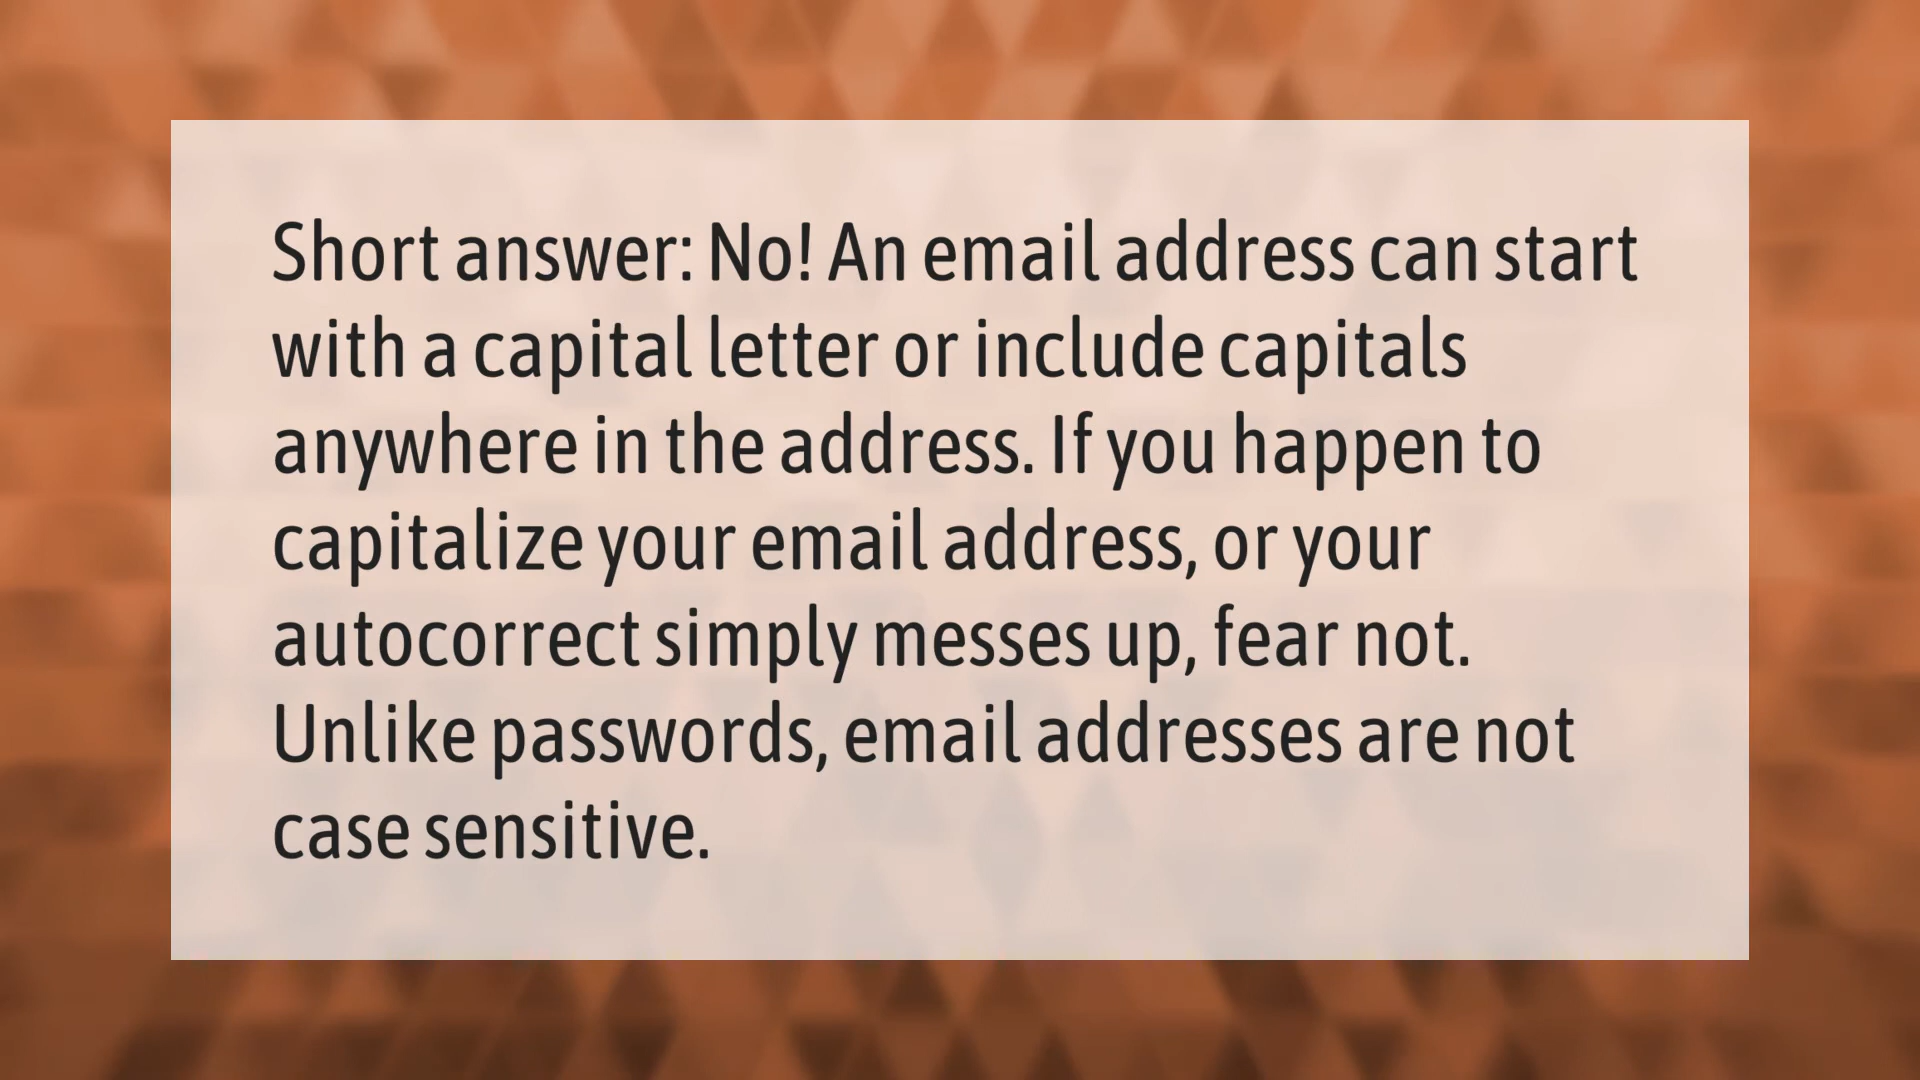 Short answer: No! An email address can start
with a capital letter or include capitals
anywhere in the address. If you happen to
capitalize your email address, or your
autocorrect simply messes up, fear not.
Unlike passwords, email addresses are not
case sensitive.